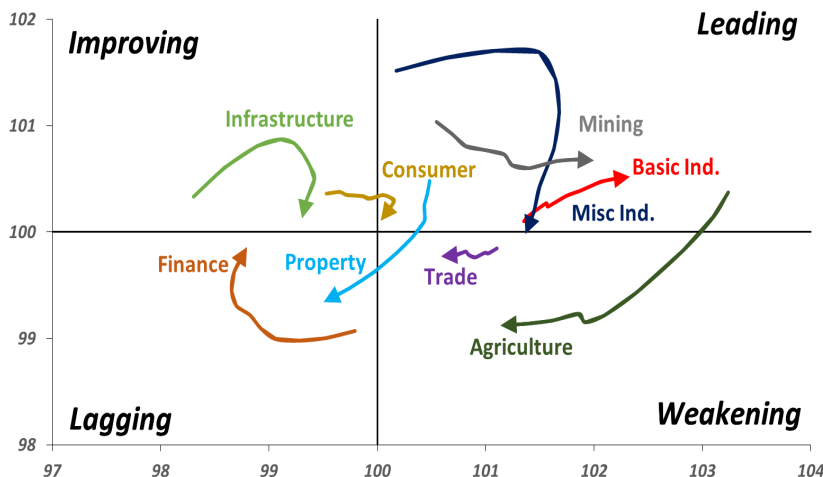 102
Improving
Leading
101
Infrastructure
Mining
Consumer
Basic Ind.
Misc Ind.
100
Finance
Property
Trade
99
Agriculture
Lagging
Weakening
98
97 98 99 100 101 102 103 104